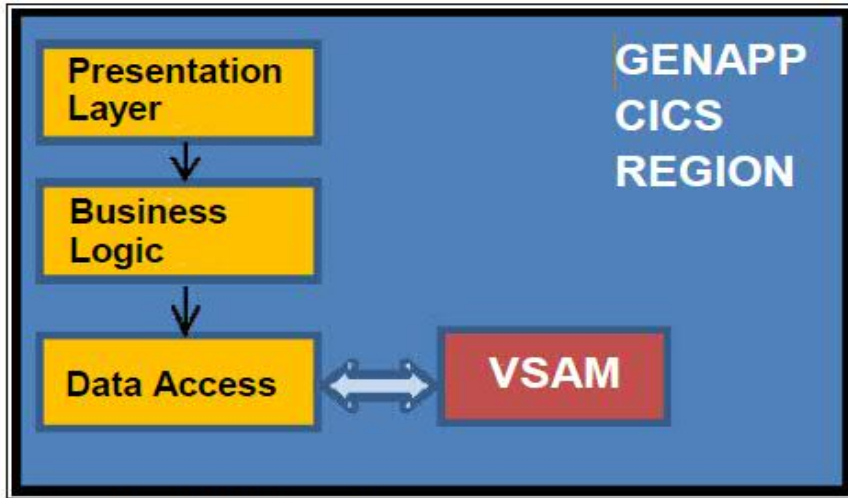 Presentation
Layer
Business
Logic
Data Access
VSAM
GENAPP
CICS
REGION